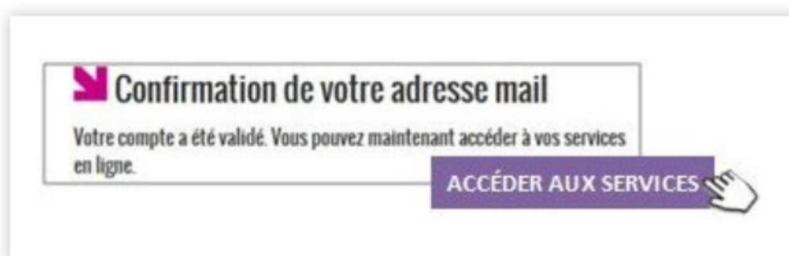 Confirmation de votre adresse mail
Votre compte a été validé. Vous pouvez maintenant accéder à vos services
en ligne.
ACCÉDER AUX SERVICES